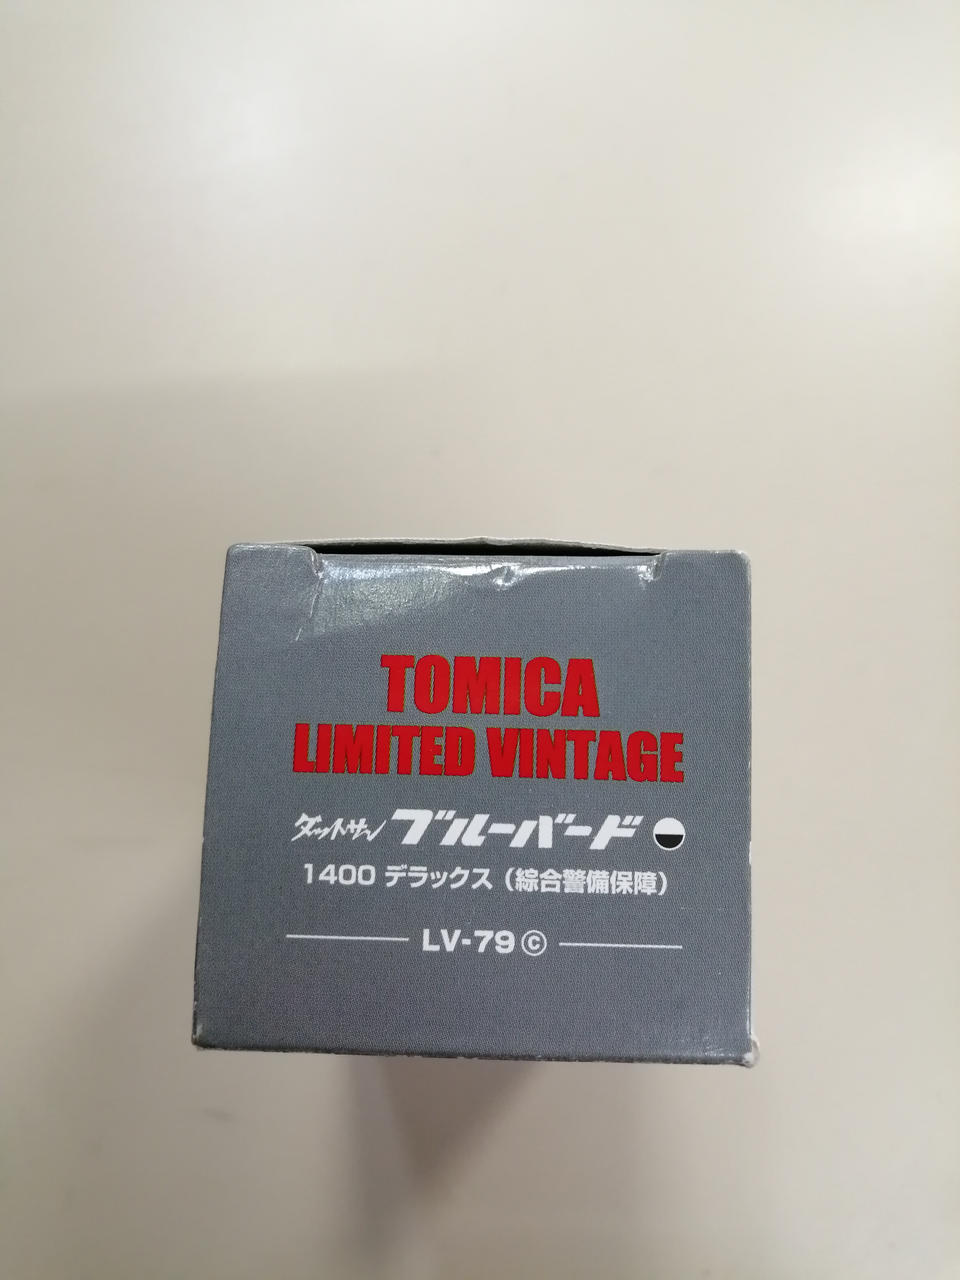 TOMICA
LIMITED VINTAGE
ダットサン ブルーバード
1400 デラックス（綜合警備保障）
LV-79 ⓒ